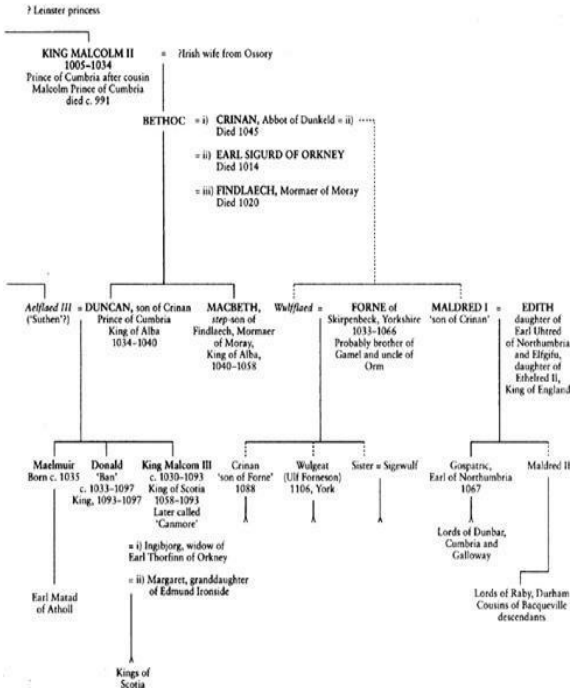 ? Leinster princess
KING MALCOLM II
1005–1034
Prince of Cumbria after cousin
Malcolm Prince of Cumbria
died c. 991
=
?Irish wife from Ossory
BETHOC
= i) CRINAN, Abbot of Dunkeld = ii)
Died 1045
= ii) EARL SIGURD OF ORKNEY
Died 1014
= iii) FINDLAECH, Mormaer of Moray
Died 1020
Aelflaed III
('Suthen'?)
= DUNCAN, son of Crinan
Prince of Cumbria
King of Alba
1034–1040
MACBETH,
step-son of
Findlaech, Mormaer
of Moray,
King of Alba,
1040–1058
Wulfflaed =
FORNE of
Skirpenbeck, Yorkshire
1033–1066
Probably brother of
Gamel and uncle of
Orm
MALDRED I
'son of Crinan'
=
EDITH
daughter of
Earl Uhtred
of Northumbria
and Elfgifu,
daughter of
Ethelred II,
King of England
Maelmuir
Born c. 1035
Donald
'Ban'
c. 1033–1097
King, 1093–1097
King Malcom III
c. 1030–1093
King of Scotia
1058–1093
Later called
'Canmore'
= i) Ingibjorg, widow of
Earl Thorfinn of Orkney
= ii) Margaret, granddaughter
of Edmund Ironside
Crinan
'son of Forne'
1088
Wulgeat
(Ulf Forneson)
1106, York
Sister = Sigrwulf
Gospatric,
Earl of Northumbria
1067
Maldred II
Lords of Dunbar,
Cumbria and
Galloway
Earl Matad
of Atholl
Lords of Raby, Durham
Cousins of Bacqueville
descendants
Kings of
Scotia